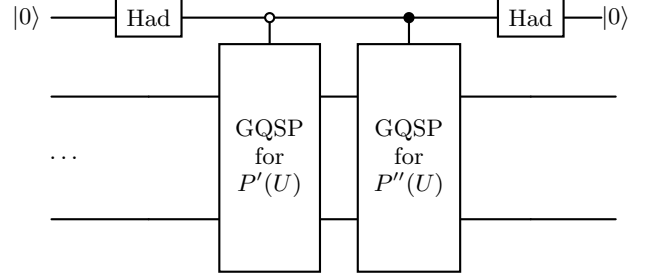 |0⟩ Had Had |0⟩
GQSP
for
P′(U)
GQSP
for
P′′(U)
...